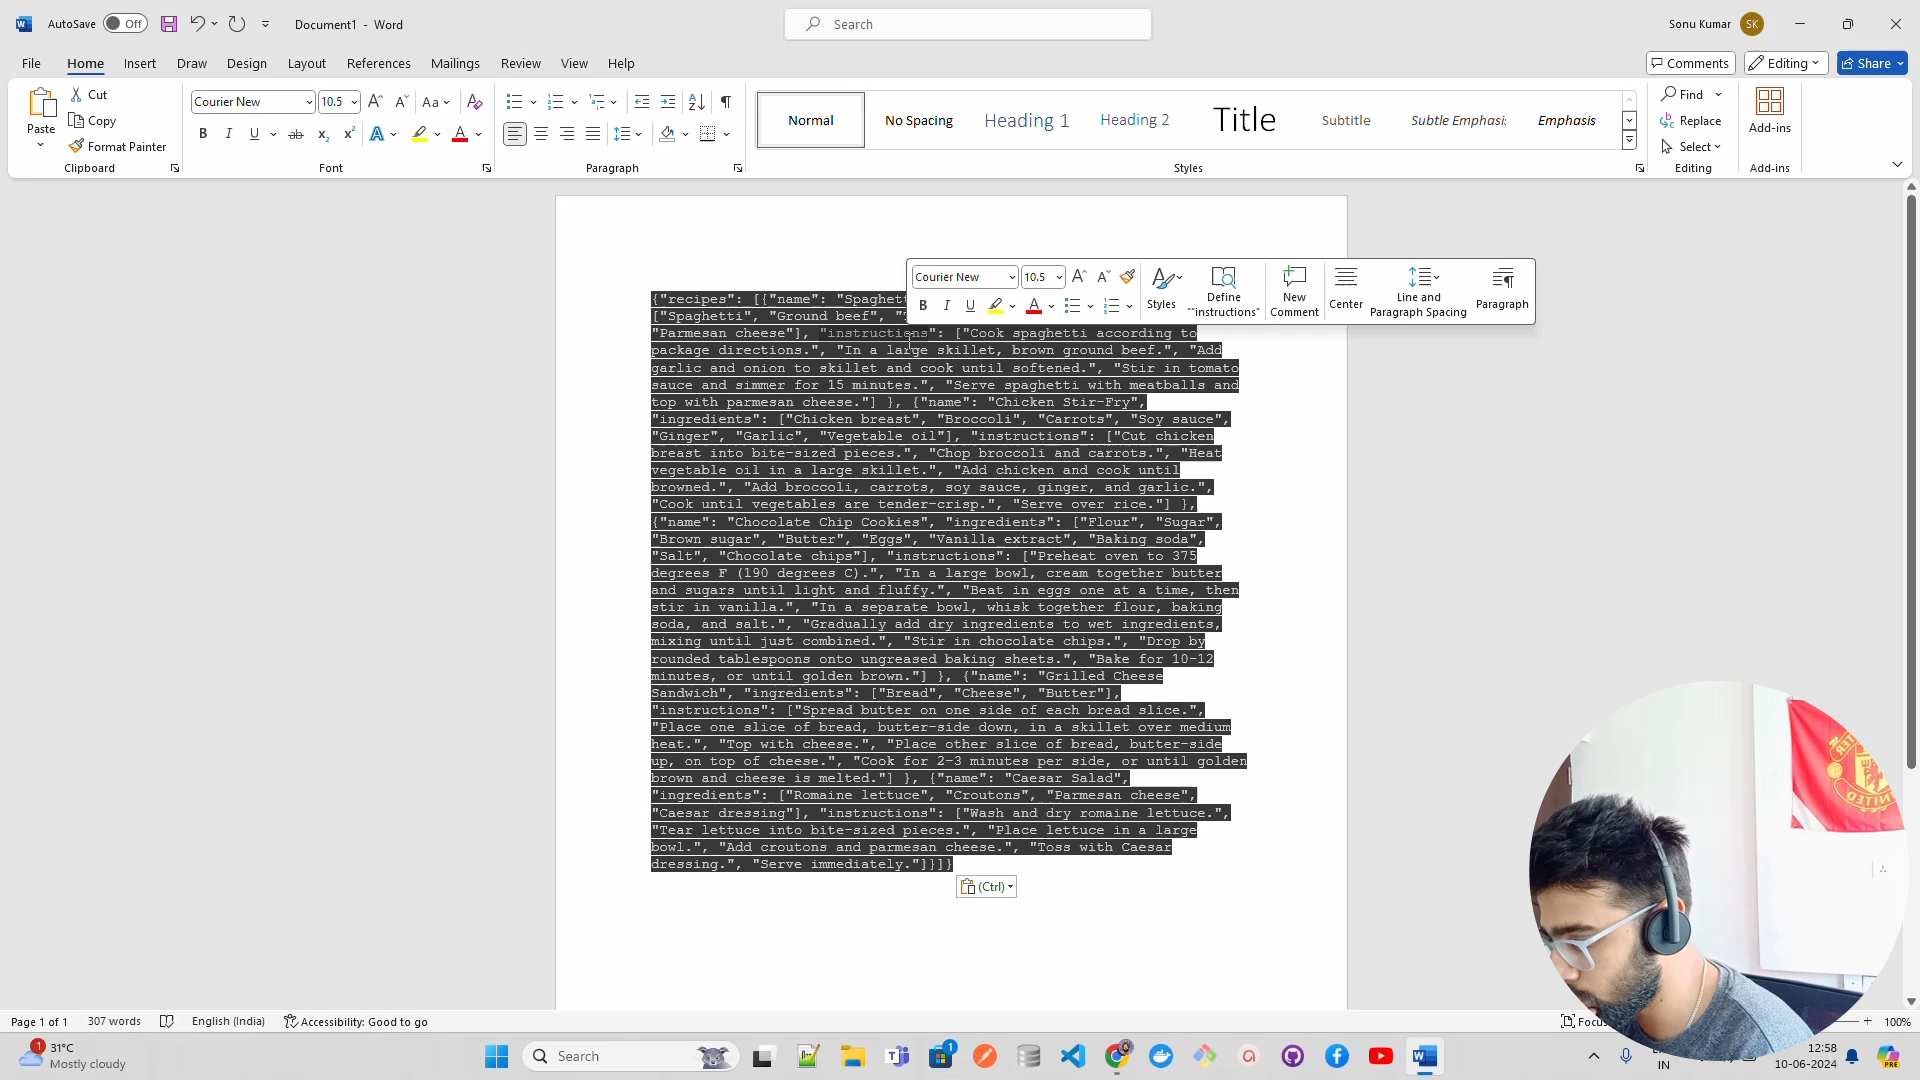 AutoSave Off Document1 - Word Search Sonu Kumar SK
File Home Insert Draw Design Layout References Mailings Review View Help Comments Editing Share
Paste Cut Copy Format Painter Clipboard
Courier New 10.5 Aa Font
Paragraph
Normal No Spacing Heading 1 Heading 2 Title Subtitle Subtle Emphasis Emphasis
Styles
Find Replace Select Editing
Add-ins Add-ins
Courier New 10.5 Styles Define ""instructions" New Comment Center Line and Paragraph Spacing Paragraph
{"recipes": [{"name": "Spaghett
["Spaghetti", "Ground beef", "T
"Parmesan cheese"], "instructions": ["Cook spaghetti according to
package directions.", "In a large skillet, brown ground beef.", "Add
garlic and onion to skillet and cook until softened.", "Stir in tomato
sauce and simmer for 15 minutes.", "Serve spaghetti with meatballs and
top with parmesan cheese."] }, {"name": "Chicken Stir-Fry",
"ingredients": ["Chicken breast", "Broccoli", "Carrots", "Soy sauce",
"Ginger", "Garlic", "Vegetable oil"], "instructions": ["Cut chicken
breast into bite-sized pieces.", "Chop broccoli and carrots.", "Heat
vegetable oil in a large skillet.", "Add chicken and cook until
browned.", "Add broccoli, carrots, soy sauce, ginger, and garlic.",
"Cook until vegetables are tender-crisp.", "Serve over rice."] },
{"name": "Chocolate Chip Cookies", "ingredients": ["Flour", "Sugar",
"Brown sugar", "Butter", "Eggs", "Vanilla extract", "Baking soda",
"Salt", "Chocolate chips"], "instructions": ["Preheat oven to 375
degrees F (190 degrees C).", "In a large bowl, cream together butter
and sugars until light and fluffy.", "Beat in eggs one at a time, then
stir in vanilla.", "In a separate bowl, whisk together flour, baking
soda, and salt.", "Gradually add dry ingredients to wet ingredients,
mixing until just combined.", "Stir in chocolate chips.", "Drop by
rounded tablespoons onto ungreased baking sheets.", "Bake for 10-12
minutes, or until golden brown."] }, {"name": "Grilled Cheese
Sandwich", "ingredients": ["Bread", "Cheese", "Butter"],
"instructions": ["Spread butter on one side of each bread slice.",
"Place one slice of bread, butter-side down, in a skillet over medium
heat.", "Top with cheese.", "Place other slice of bread, butter-side
up, on top of cheese.", "Cook for 2-3 minutes per side, or until golden
brown and cheese is melted."] }, {"name": "Caesar Salad",
"ingredients": ["Romaine lettuce", "Croutons", "Parmesan cheese",
"Caesar dressing"], "instructions": ["Wash and dry romaine lettuce.",
"Tear lettuce into bite-sized pieces.", "Place lettuce in a large
bowl.", "Add croutons and parmesan cheese.", "Toss with Caesar
dressing.", "Serve immediately."]}]}
(Ctrl)
UNITED
Page 1 of 1 307 words English (India) Accessibility: Good to go Focus 100%
31°C
Mostly cloudy
Search
IN
12:58
10-06-2024